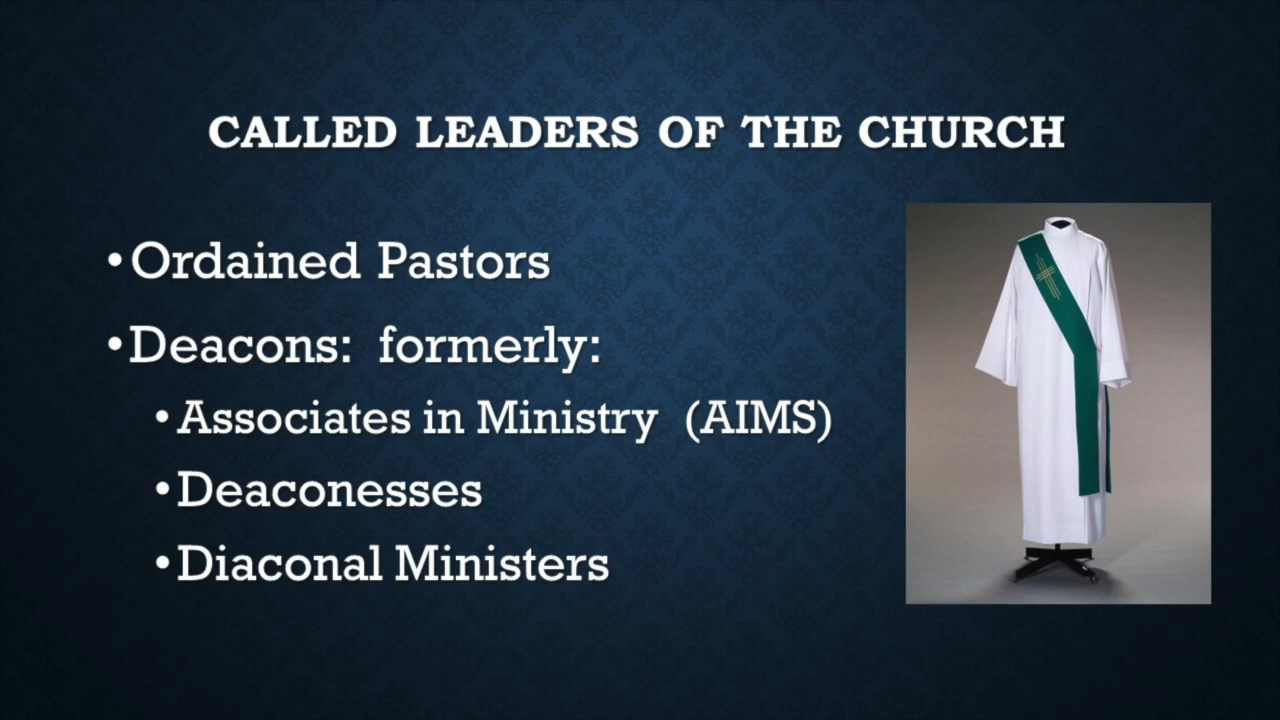 CALLED LEADERS OF THE CHURCH
•Ordained Pastors
•Deacons: formerly:
•Associates in Ministry (AIMS)
•Deaconesses
•Diaconal Ministers